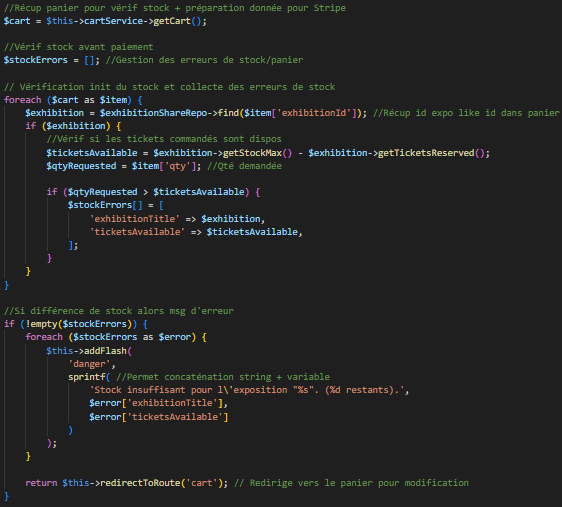 //Récup panier pour vérif stock + préparation donnée pour Stripe
$cart = $this->cartService->getCart();

//Vérif stock avant paiement
$stockErrors = []; //Gestion des erreurs de stock/panier

// Vérification init du stock et collecte des erreurs de stock
foreach ($cart as $item) {
    $exhibition = $exhibitionShareRepo->find($item['exhibitionId']); //Récup id expo like id dans panier
    if ($exhibition) {
        //Vérif si les tickets commandés sont dispos
        $ticketsAvailable = $exhibition->getStockMax() - $exhibition->getTicketsReserved();
        $qtyRequested = $item['qty']; //Qté demandée

        if ($qtyRequested > $ticketsAvailable) {
            $stockErrors[] = [
                'exhibitionTitle' => $exhibition,
                'ticketsAvailable' => $ticketsAvailable,
            ];
        }
    }
}

//Si différence de stock alors msg d'erreur
if (!empty($stockErrors)) {
    foreach ($stockErrors as $error) {
        $this->addFlash(
            'danger',
            sprintf( //Permet concaténation string + variable
                'Stock insuffisant pour l\'exposition "%s". (%d restants).',
                $error['exhibitionTitle'],
                $error['ticketsAvailable']
            )
        );
    }

    return $this->redirectToRoute('cart'); // Redirige vers le panier pour modification
}